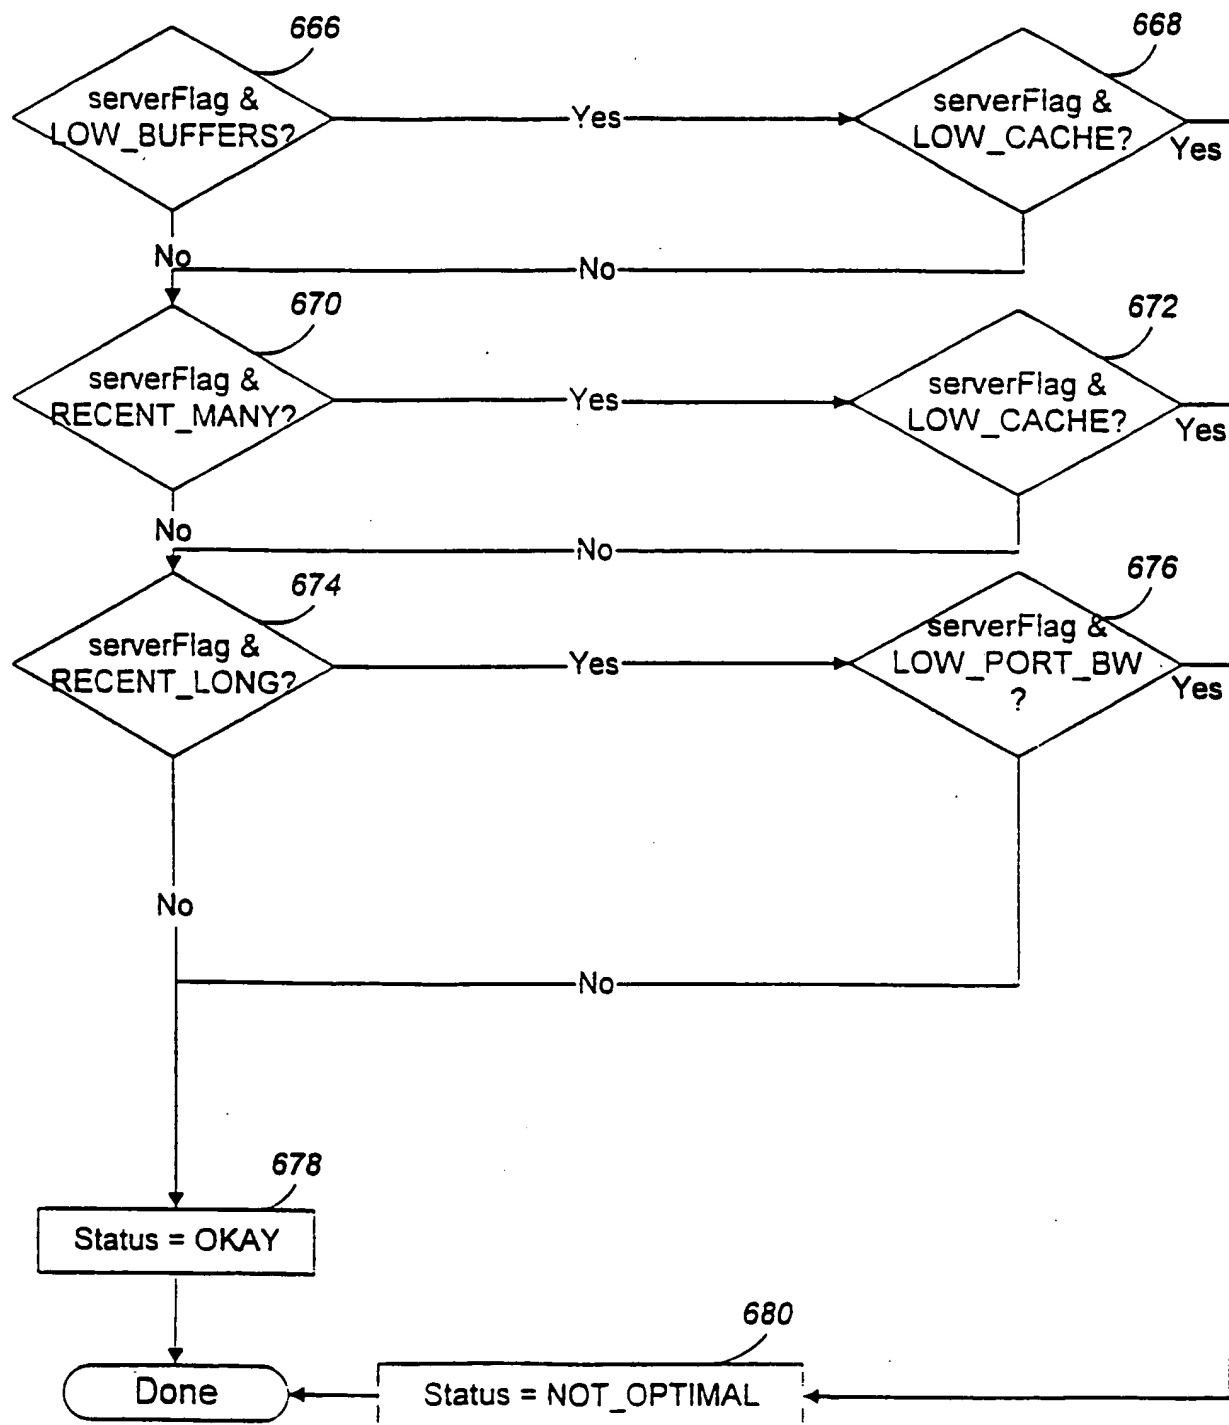 666
668
serverFlag &
LOW_BUFFERS?
Yes
serverFlag &
LOW_CACHE?
Yes
No
No
670
672
serverFlag &
RECENT_MANY?
Yes
serverFlag &
LOW_CACHE?
Yes
No
No
674
676
serverFlag &
RECENT_LONG?
Yes
serverFlag &
LOW_PORT_BW
?
Yes
No
No
678
Status = OKAY
680
Done
Status = NOT_OPTIMAL